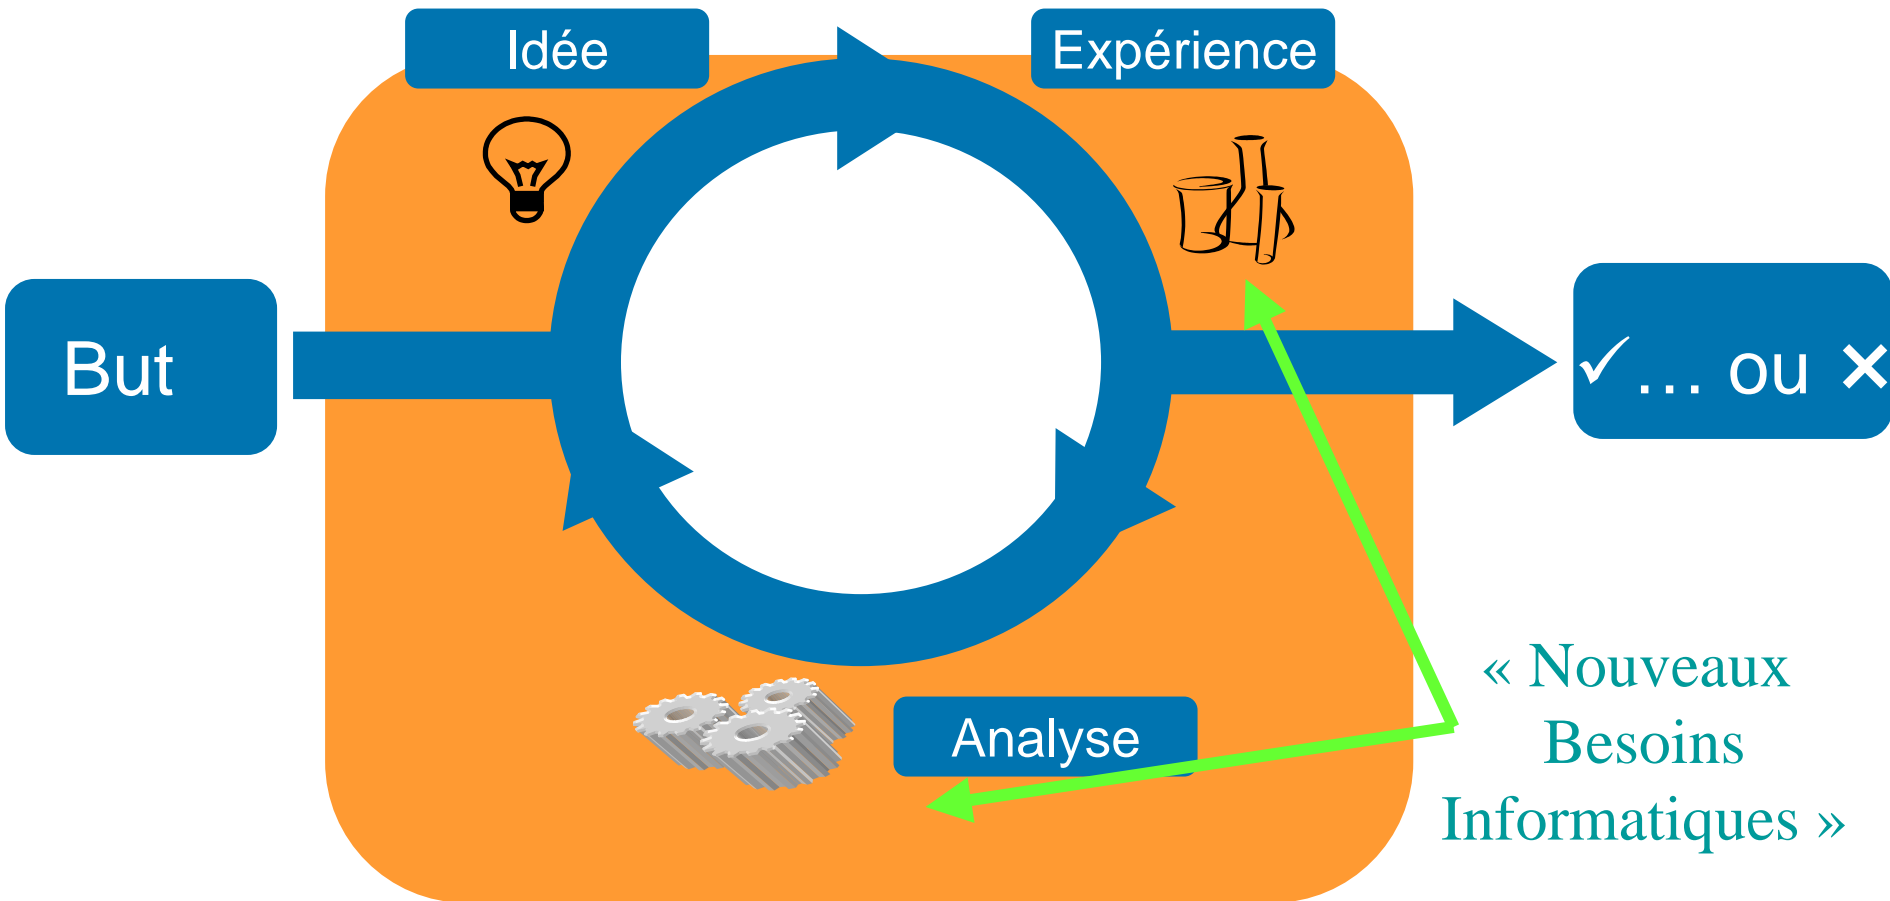 Idée
Expérience
But
✓… ou ×
Analyse
« Nouveaux
Besoins
Informatiques »